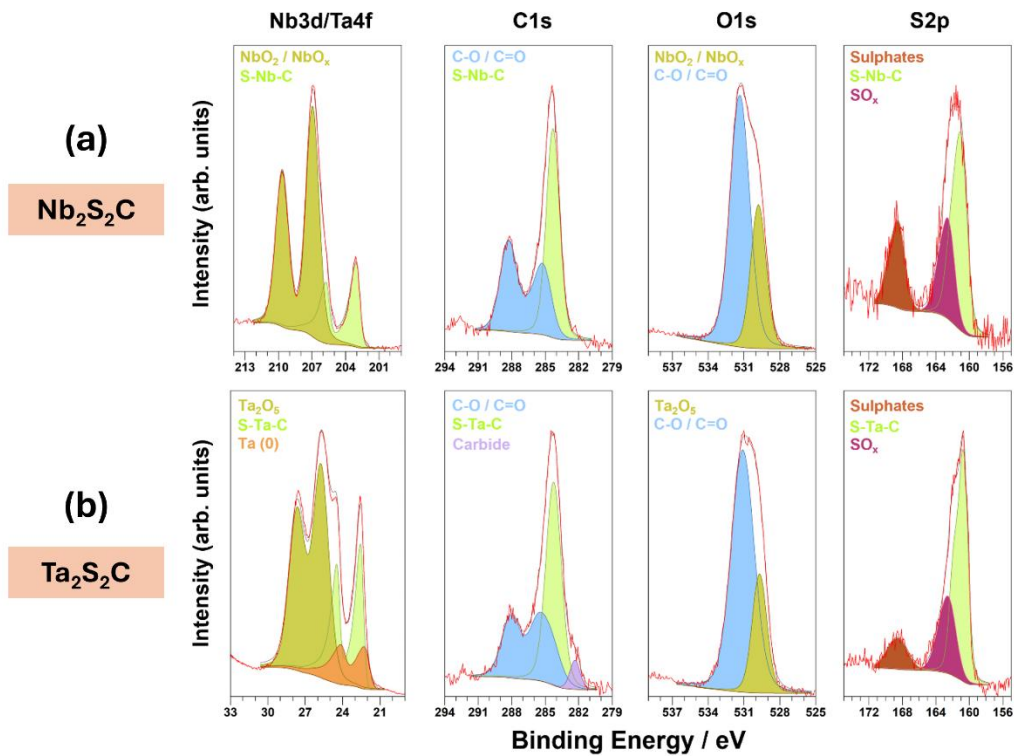 Nb3d/Ta4f
C1s
O1s
S2p
(a)
Nb₂S₂C
Intensity (arb. units)
NbO₂ / NbOₓ
S-Nb-C
213 210 207 204 201
C-O / C=O
S-Nb-C
294 291 288 285 282 279
NbO₂ / NbOₓ
C-O / C=O
537 534 531 528 525
Sulphates
S-Nb-C
SOₓ
172 168 164 160 156
(b)
Ta₂S₂C
Intensity (arb. units)
Ta₂O₅
S-Ta-C
Ta (0)
33 30 27 24 21
C-O / C=O
S-Ta-C
Carbide
294 291 288 285 282 279
Ta₂O₅
C-O / C=O
537 534 531 528 525
Sulphates
S-Ta-C
SOₓ
172 168 164 160 156
Binding Energy / eV